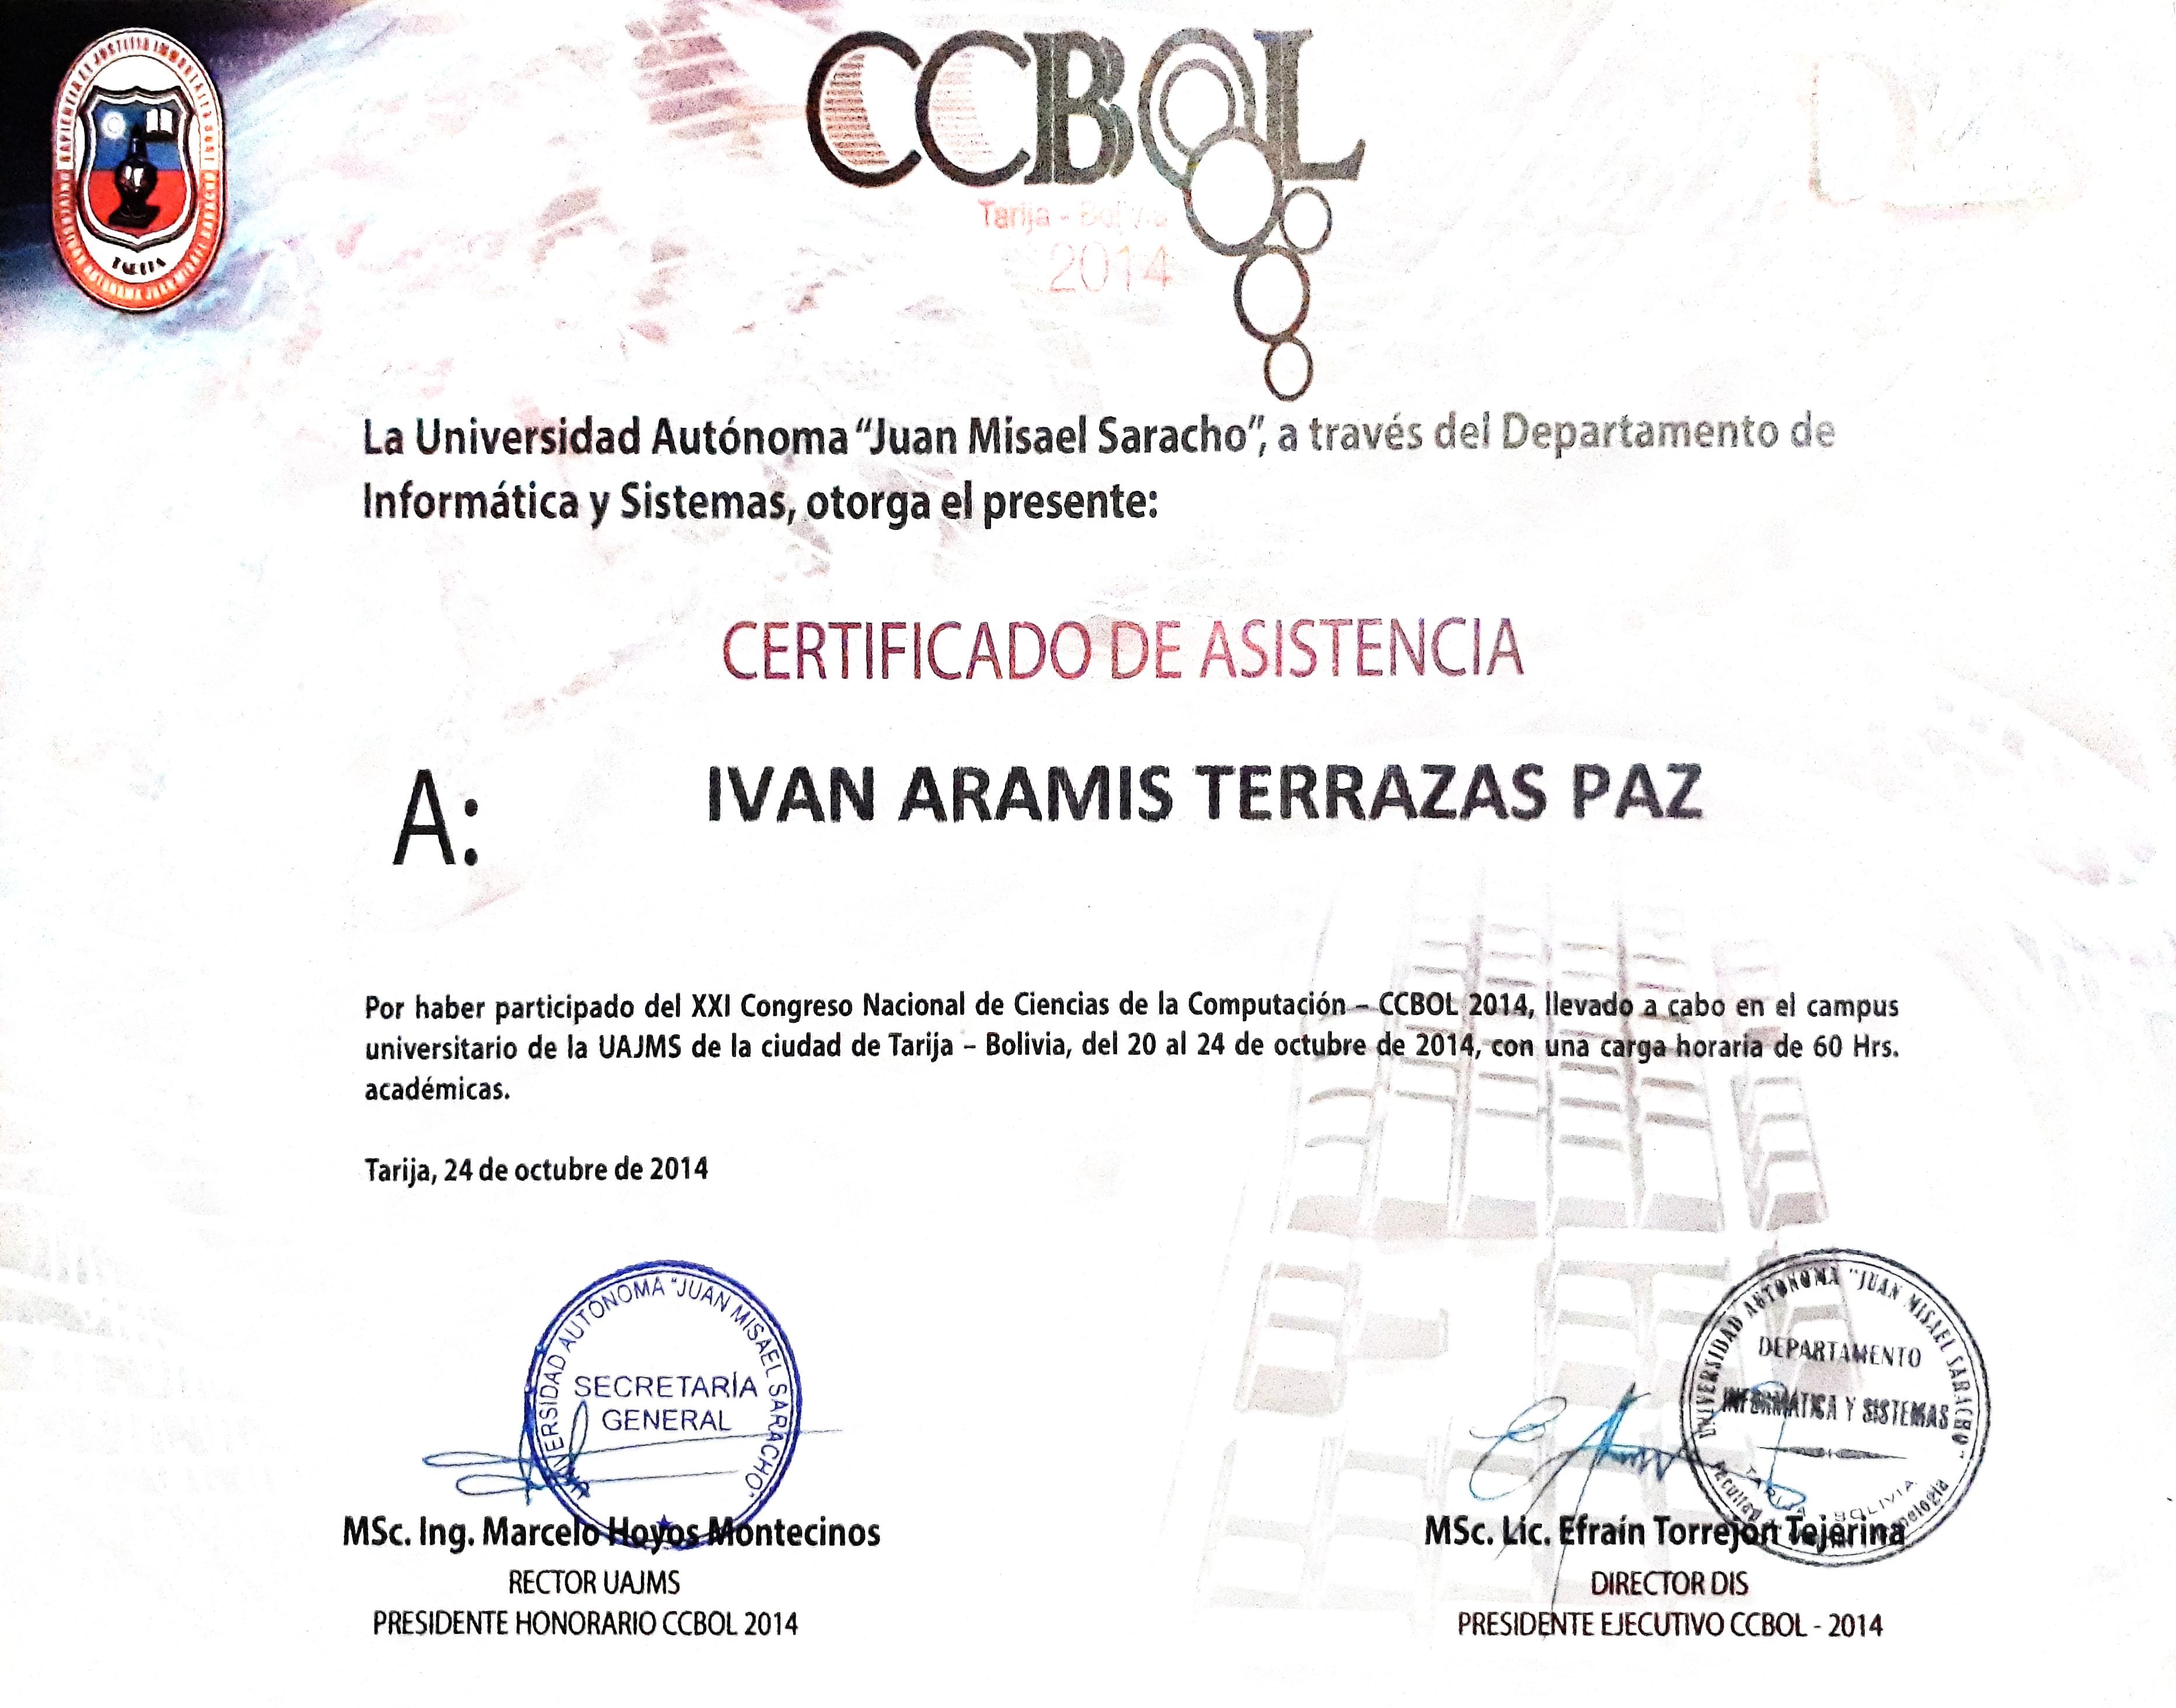 CCBOL
Tarija - Bolivia
2014
TARIJA
La Universidad Autónoma “Juan Misael Saracho”, a través del Departamento de
Informática y Sistemas, otorga el presente:
CERTIFICADO DE ASISTENCIA
A: IVAN ARAMIS TERRAZAS PAZ
Por haber participado del XXI Congreso Nacional de Ciencias de la Computación – CCBOL 2014, llevado a cabo en el campus
universitario de la UAJMS de la ciudad de Tarija – Bolivia, del 20 al 24 de octubre de 2014, con una carga horaria de 60 Hrs.
académicas.
Tarija, 24 de octubre de 2014
UNIVERSIDAD AUTÓNOMA "JUAN MISAEL SARACHO"
SECRETARÍA
GENERAL
MSc. Ing. Marcelo Hoyos Montecinos
RECTOR UAJMS
PRESIDENTE HONORARIO CCBOL 2014
UNIVERSIDAD AUTONOMA "JUAN MISAEL SARACHO"
DEPARTAMENTO
INFORMATICA Y SISTEMAS
TARIJA - BOLIVIA
MSc. Lic. Efraín Torrejón Tejerina
DIRECTOR DIS
PRESIDENTE EJECUTIVO CCBOL - 2014